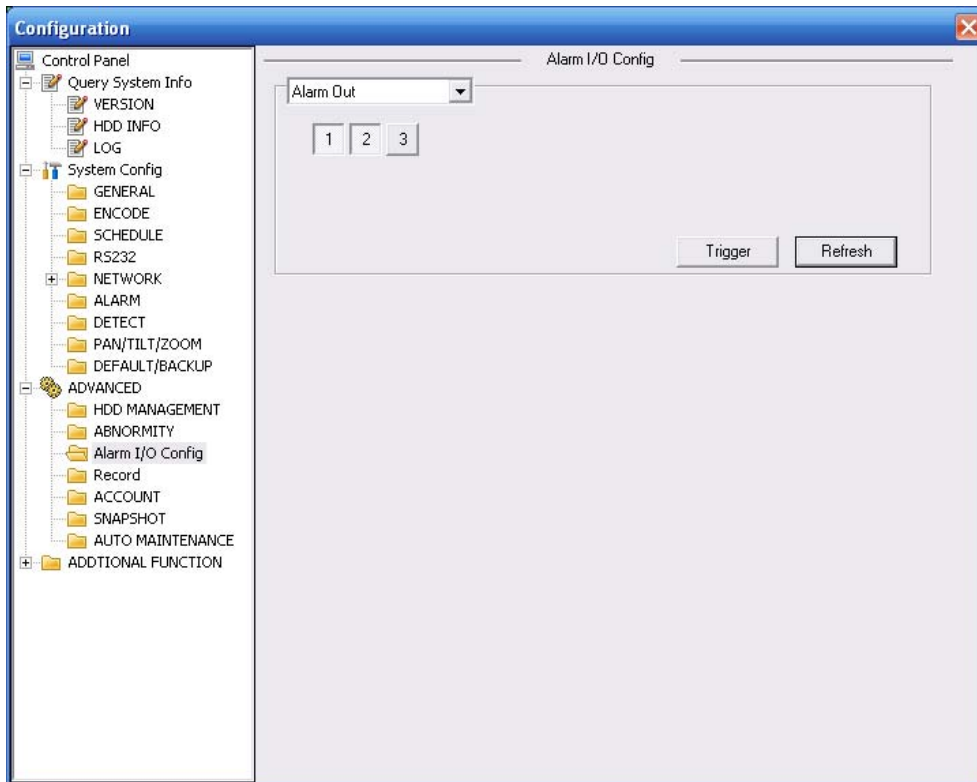 Configuration
Control Panel
Query System Info
VERSION
HDD INFO
LOG
System Config
GENERAL
ENCODE
SCHEDULE
RS232
NETWORK
ALARM
DETECT
PAN/TILT/ZOOM
DEFAULT/BACKUP
ADVANCED
HDD MANAGEMENT
ABNORMITY
Alarm I/O Config
Record
ACCOUNT
SNAPSHOT
AUTO MAINTENANCE
ADDTIONAL FUNCTION
Alarm I/O Config
Alarm Out
1 2 3
Trigger Refresh